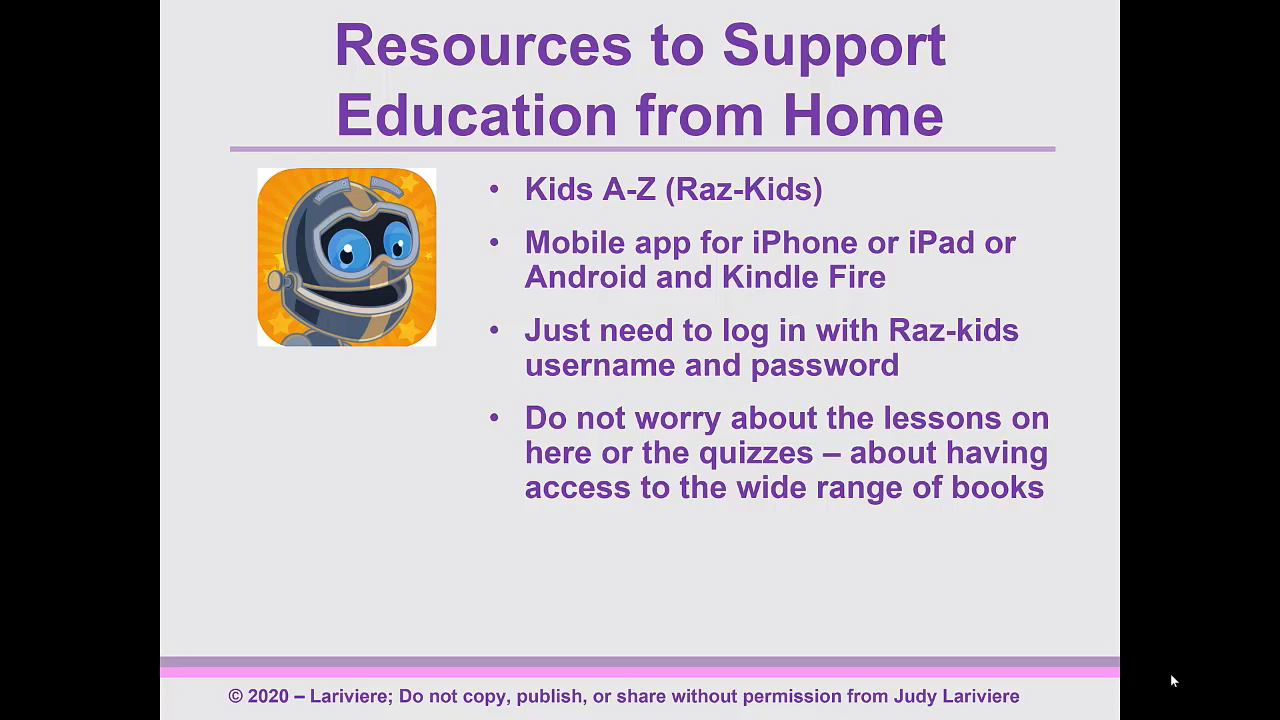 Resources to Support
Education from Home
• Kids A-Z (Raz-Kids)
• Mobile app for iPhone or iPad or
Android and Kindle Fire
• Just need to log in with Raz-kids
username and password
• Do not worry about the lessons on
here or the quizzes – about having
access to the wide range of books
© 2020 – Lariviere; Do not copy, publish, or share without permission from Judy Lariviere